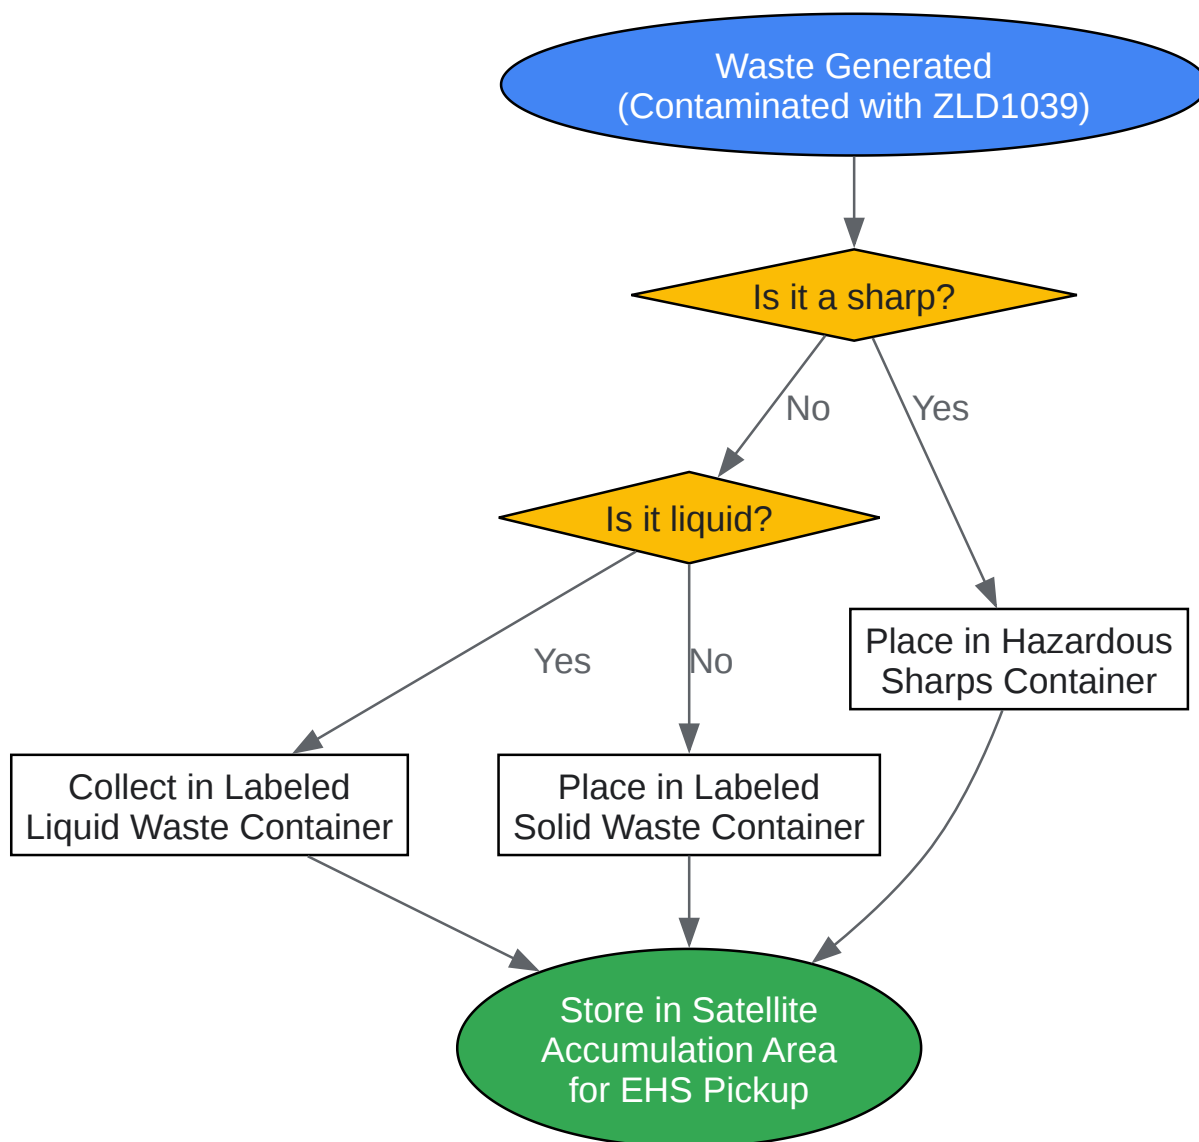 Waste Generated
(Contaminated with ZLD1039)
Is it a sharp?
No
Yes
Is it liquid?
Yes
No
Place in Hazardous
Sharps Container
Collect in Labeled
Liquid Waste Container
Place in Labeled
Solid Waste Container
Store in Satellite
Accumulation Area
for EHS Pickup